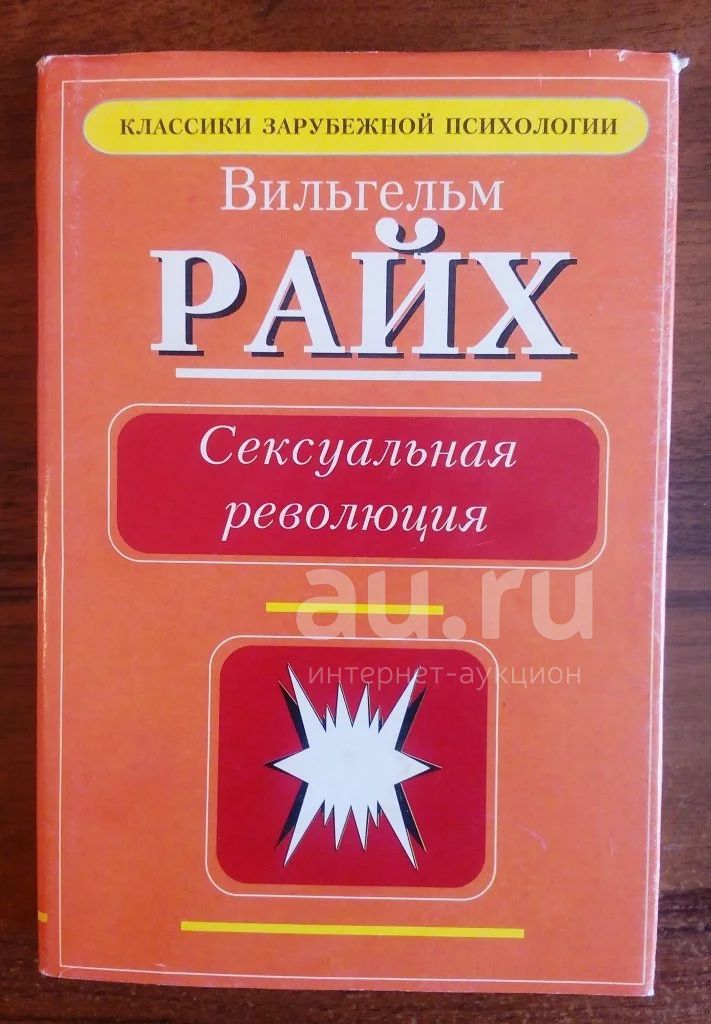 КЛАССИКИ ЗАРУБЕЖНОЙ ПСИХОЛОГИИ
Вильгельм
РАЙХ
Сексуальная
революция
au.ru
интернет-аукцион